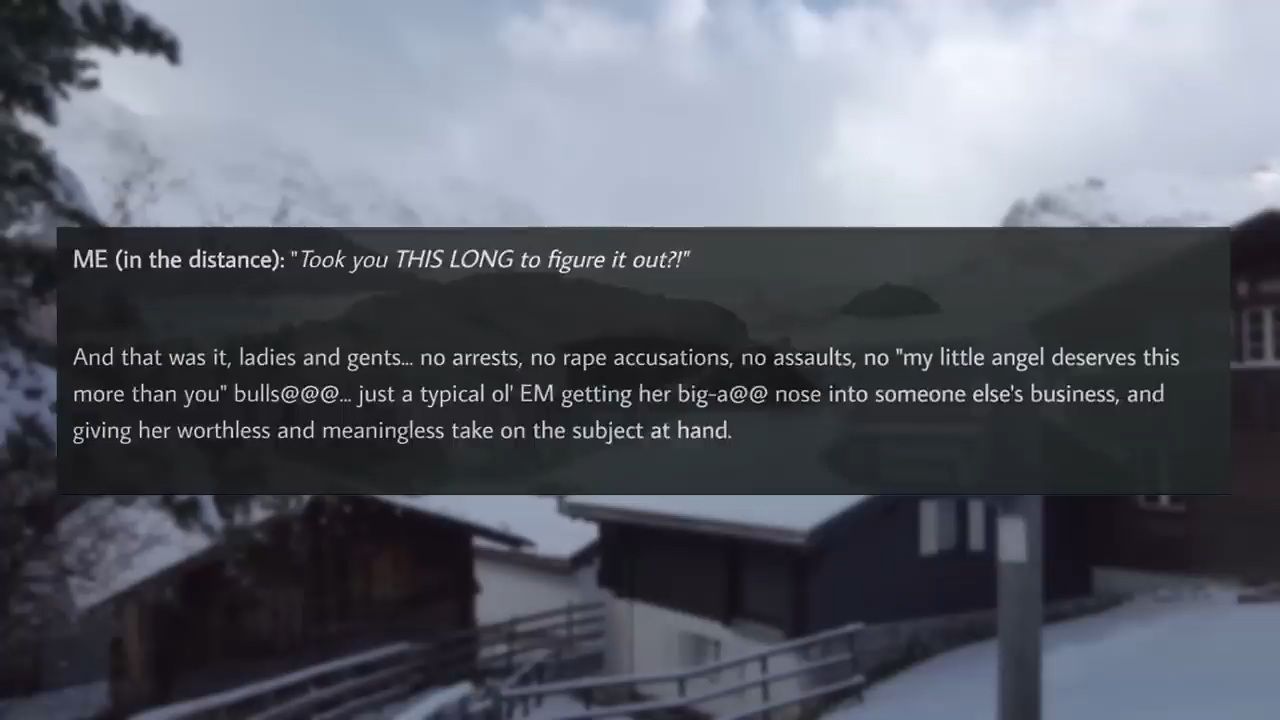 ME (in the distance): "Took you THIS LONG to figure it out?!"
And that was it, ladies and gents... no arrests, no rape accusations, no assaults, no "my little angel deserves this
more than you" bulls@@@... just a typical ol' EM getting her big-a@@ nose into someone else's business, and
giving her worthless and meaningless take on the subject at hand.